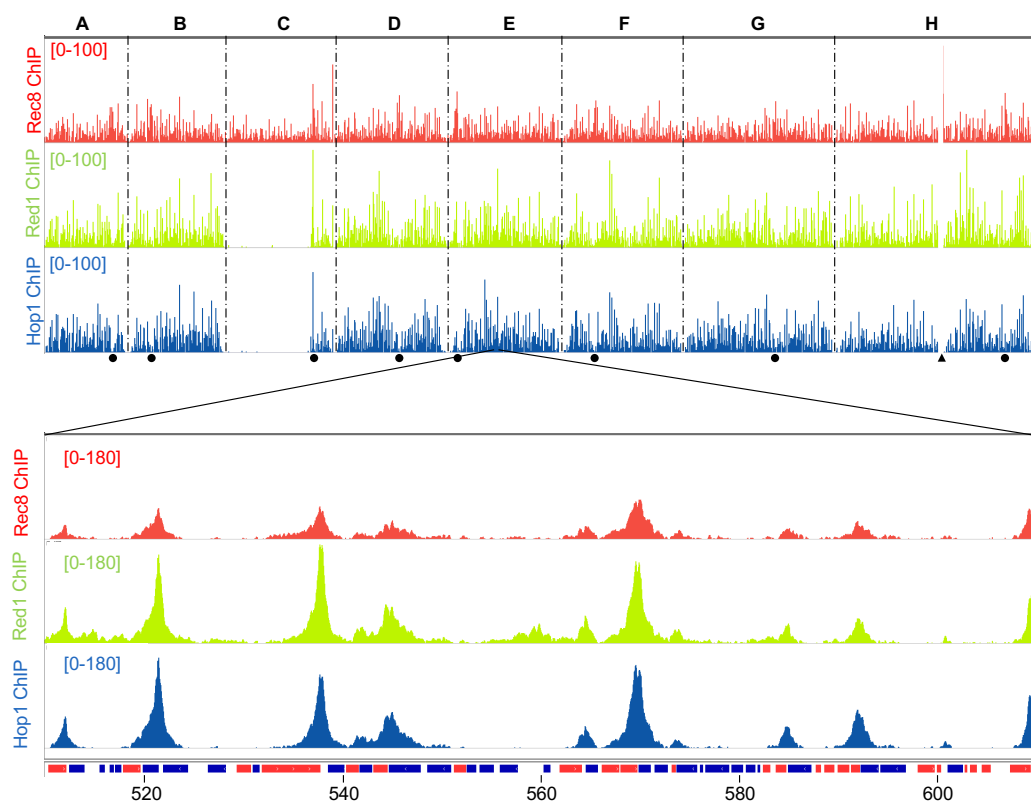 A B C D E F G H
Rec8 ChIP [0-100]
Red1 ChIP [0-100]
Hop1 ChIP [0-100]
Rec8 ChIP [0-180]
Red1 ChIP [0-180]
Hop1 ChIP [0-180]
520 540 560 580 600